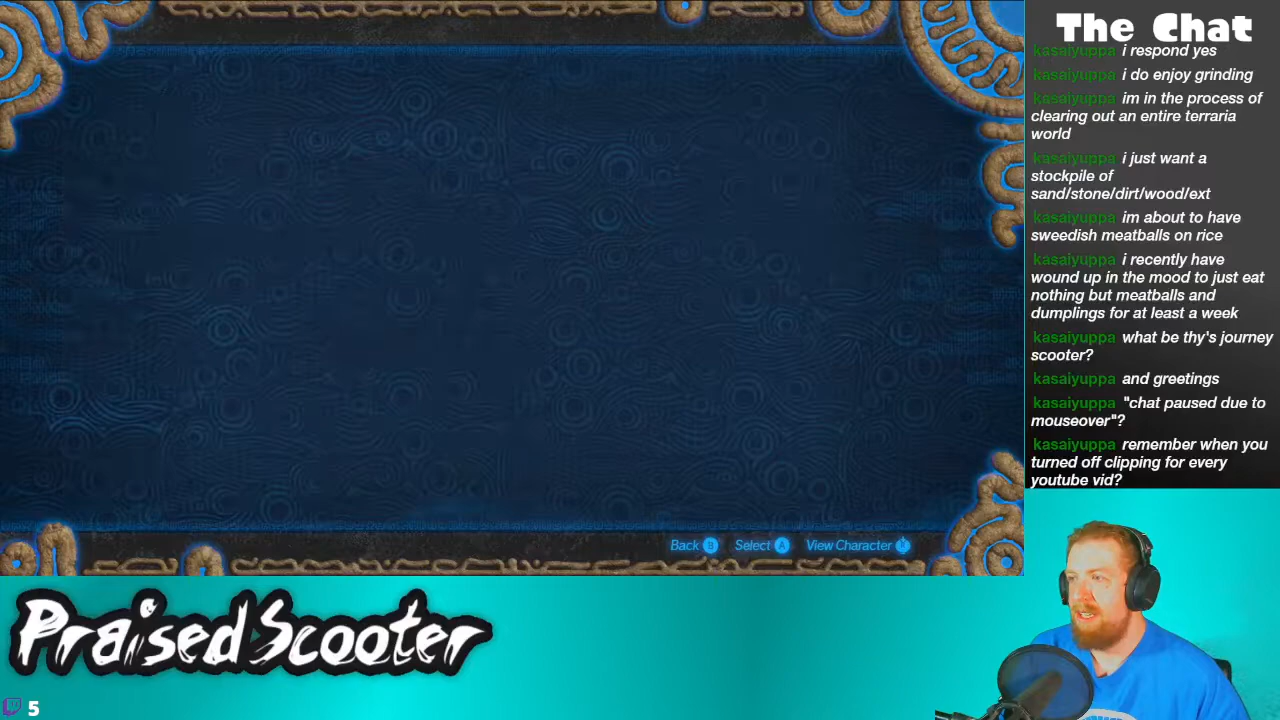 The Chat
kasaiyuppa i respond yes
kasaiyuppa i do enjoy grinding
kasaiyuppa im in the process of
clearing out an entire terraria
world
kasaiyuppa i just want a
stockpile of
sand/stone/dirt/wood/ext
kasaiyuppa im about to have
sweedish meatballs on rice
kasaiyuppa i recently have
wound up in the mood to just eat
nothing but meatballs and
dumplings for at least a week
kasaiyuppa what be thy's journey
scooter?
kasaiyuppa and greetings
kasaiyuppa "chat paused due to
mouseover"?
kasaiyuppa remember when you
turned off clipping for every
youtube vid?
Back B Select A View Character R
PraisedScooter
5